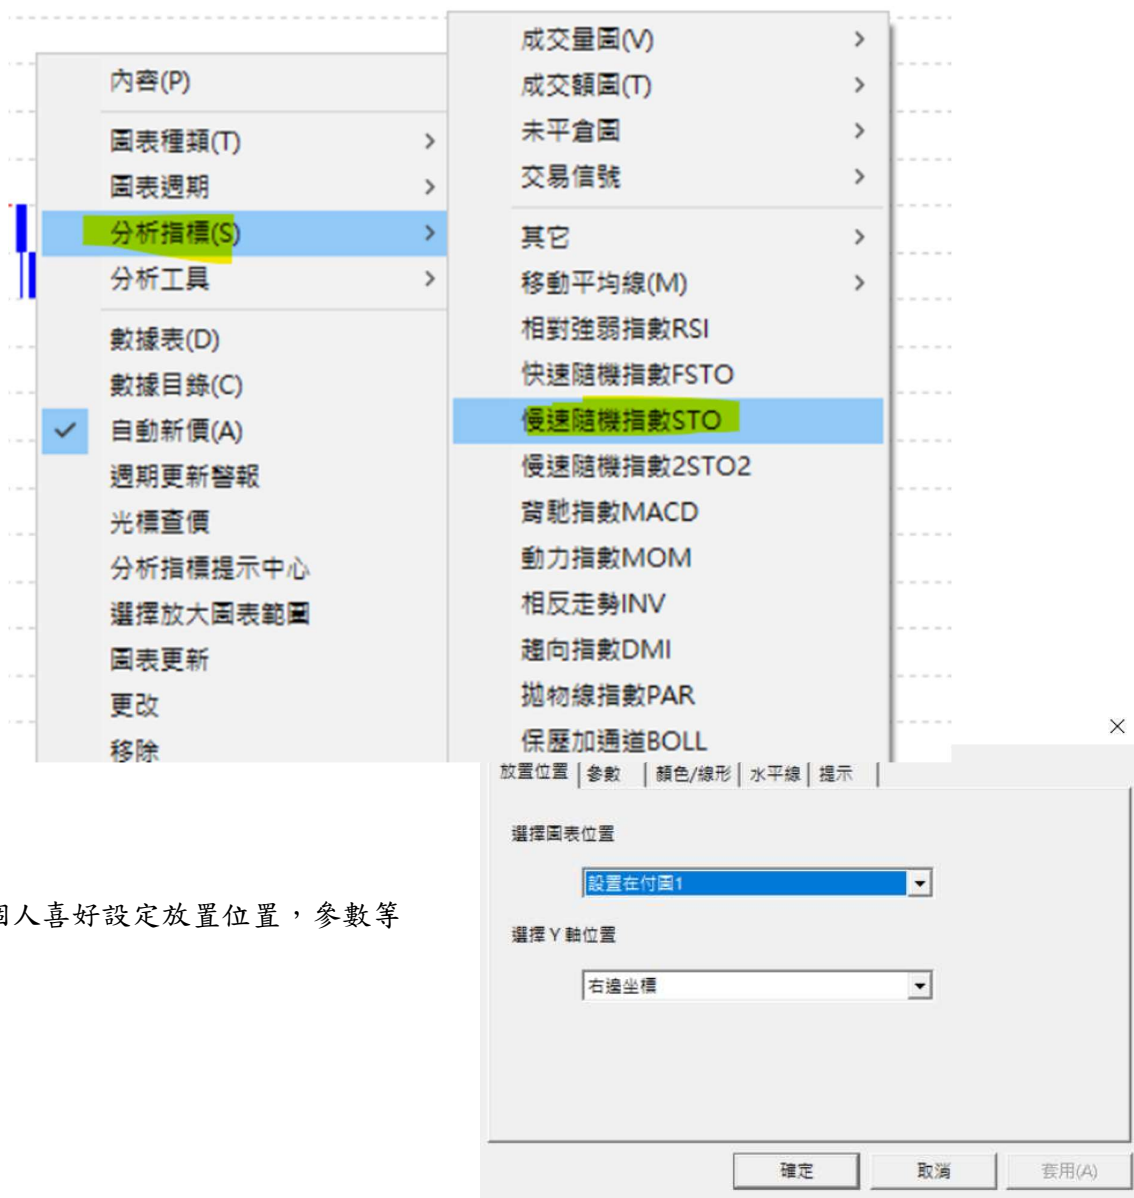 內容(P)
圖表種類(T)
圖表週期
分析指標(S)
分析工具
數據表(D)
數據目錄(C)
自動新價(A)
週期更新警報
光標查價
分析指標提示中心
選擇放大圖表範圍
圖表更新
更改
移除
成交量圖(V)
成交額圖(T)
未平倉圖
交易信號
其它
移動平均線(M)
相對強弱指數RSI
快速隨機指數FSTO
慢速隨機指數STO
慢速隨機指數2STO2
背馳指數MACD
動力指數MOM
相反走勢INV
趨向指數DMI
拋物線指數PAR
保歷加通道BOLL
放置位置 參數 顏色/線形 水平線 提示
選擇圖表位置
設置在付圖1
個人喜好設定放置位置，參數等
選擇 Y 軸位置
右邊坐標
確定 取消 套用(A)